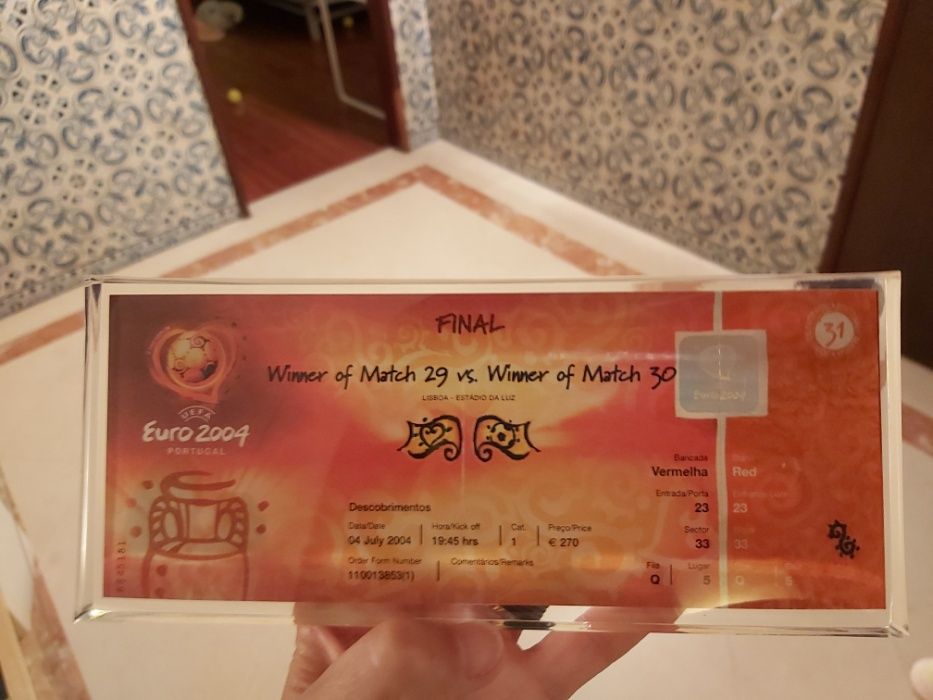 FINAL
31
Winner of Match 29 vs. Winner of Match 30
LISBOA - ESTÁDIO DA LUZ
UEFA
Euro 2004
PORTUGAL
Euro2004
Bancada
Vermelha Red
Entrada/Porta
23 23
Descobrimentos
Data/Date Hora/Kick off Cat. Preço/Price
04 July 2004 19:45 hrs 1 € 270
Sector
33 33
Order Form Number Comentários/Remarks
110013853(1)
Fila Lugar
Q 5 Q 5